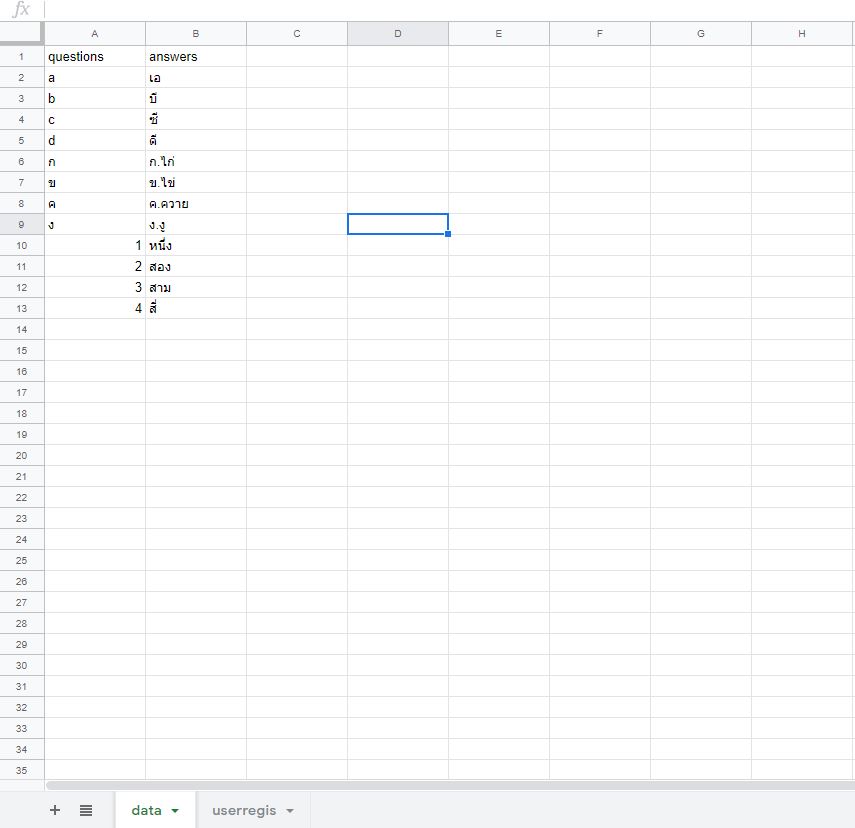 fx
A B C D E F G H
1 questions answers
2 a เอ
3 b บี
4 c ซี
5 d ดี
6 ก ก.ไก่
7 ข ข.ไข่
8 ค ค.ควาย
9 ง ง.งู
10 1 หนึ่ง
11 2 สอง
12 3 สาม
13 4 สี่
14
15
16
17
18
19
20
21
22
23
24
25
26
27
28
29
30
31
32
33
34
35
data userregis